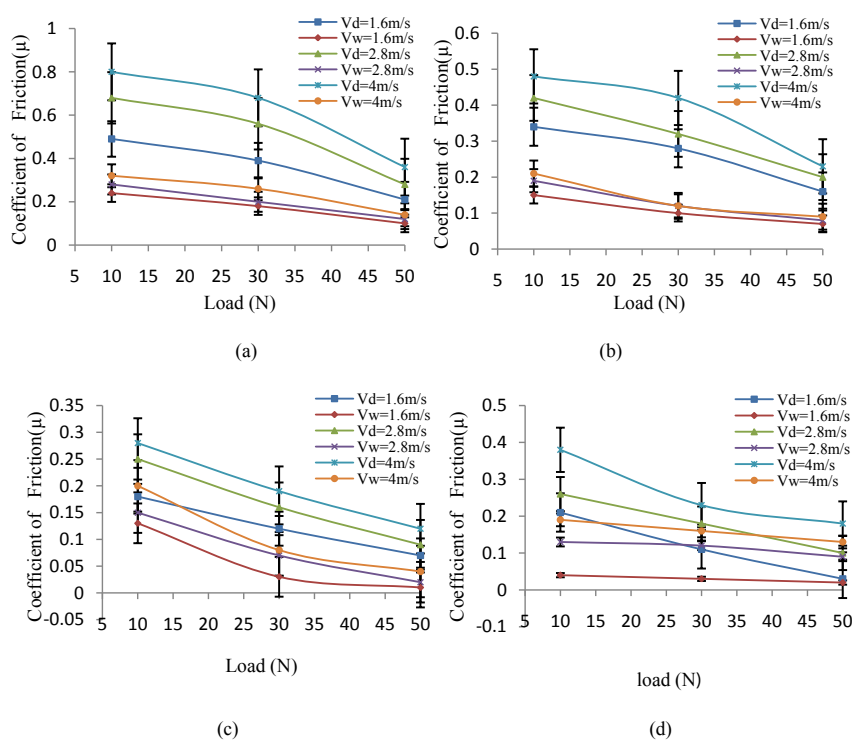 Coefficient of Friction(μ)
1
0.8
0.6
0.4
0.2
0
5 10 15 20 25 30 35 40 45 50
Load (N)
Vd=1.6m/s
Vw=1.6m/s
Vd=2.8m/s
Vw=2.8m/s
Vd=4m/s
Vw=4m/s
(a)
Coefficient of Friction(μ)
0.6
0.5
0.4
0.3
0.2
0.1
0
5 10 15 20 25 30 35 40 45 50
Load (N)
Vd=1.6m/s
Vw=1.6m/s
Vd=2.8m/s
Vw=2.8m/s
Vd=4m/s
Vw=4m/s
(b)
Coefficient of Friction(μ)
0.35
0.3
0.25
0.2
0.15
0.1
0.05
0
-0.05
5 10 15 20 25 30 35 40 45 50
Load (N)
Vd=1.6m/s
Vw=1.6m/s
Vd=2.8m/s
Vw=2.8m/s
Vd=4m/s
Vw=4m/s
(c)
Coefficient of Friction(μ)
0.5
0.4
0.3
0.2
0.1
0
-0.1
5 10 15 20 25 30 35 40 45 50
load (N)
Vd=1.6m/s
Vw=1.6m/s
Vd=2.8m/s
Vw=2.8m/s
Vd=4m/s
Vw=4m/s
(d)